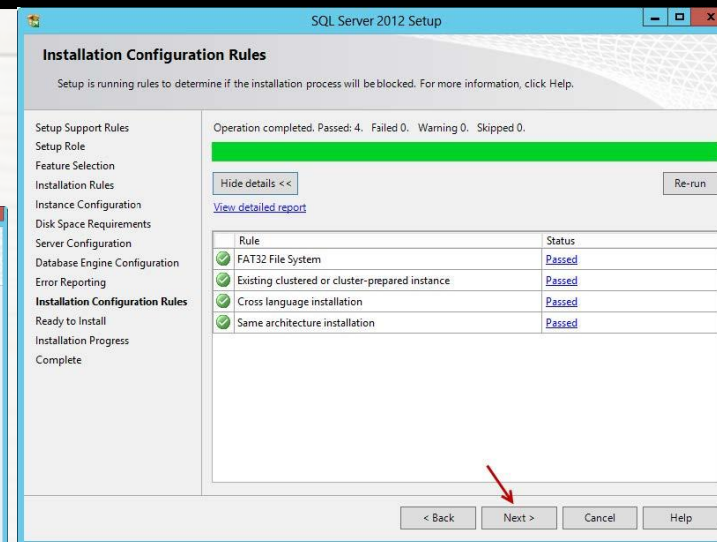 SQL Server 2012 Setup
Installation Configuration Rules
Setup is running rules to determine if the installation process will be blocked. For more information, click Help.
Setup Support Rules
Setup Role
Feature Selection
Installation Rules
Instance Configuration
Disk Space Requirements
Server Configuration
Database Engine Configuration
Error Reporting
Installation Configuration Rules
Ready to Install
Installation Progress
Complete
Operation completed. Passed: 4.   Failed 0.   Warning 0.   Skipped 0.
Hide details <<
Re-run
View detailed report
Rule Status
FAT32 File System Passed
Existing clustered or cluster-prepared instance Passed
Cross language installation Passed
Same architecture installation Passed
< Back Next > Cancel Help